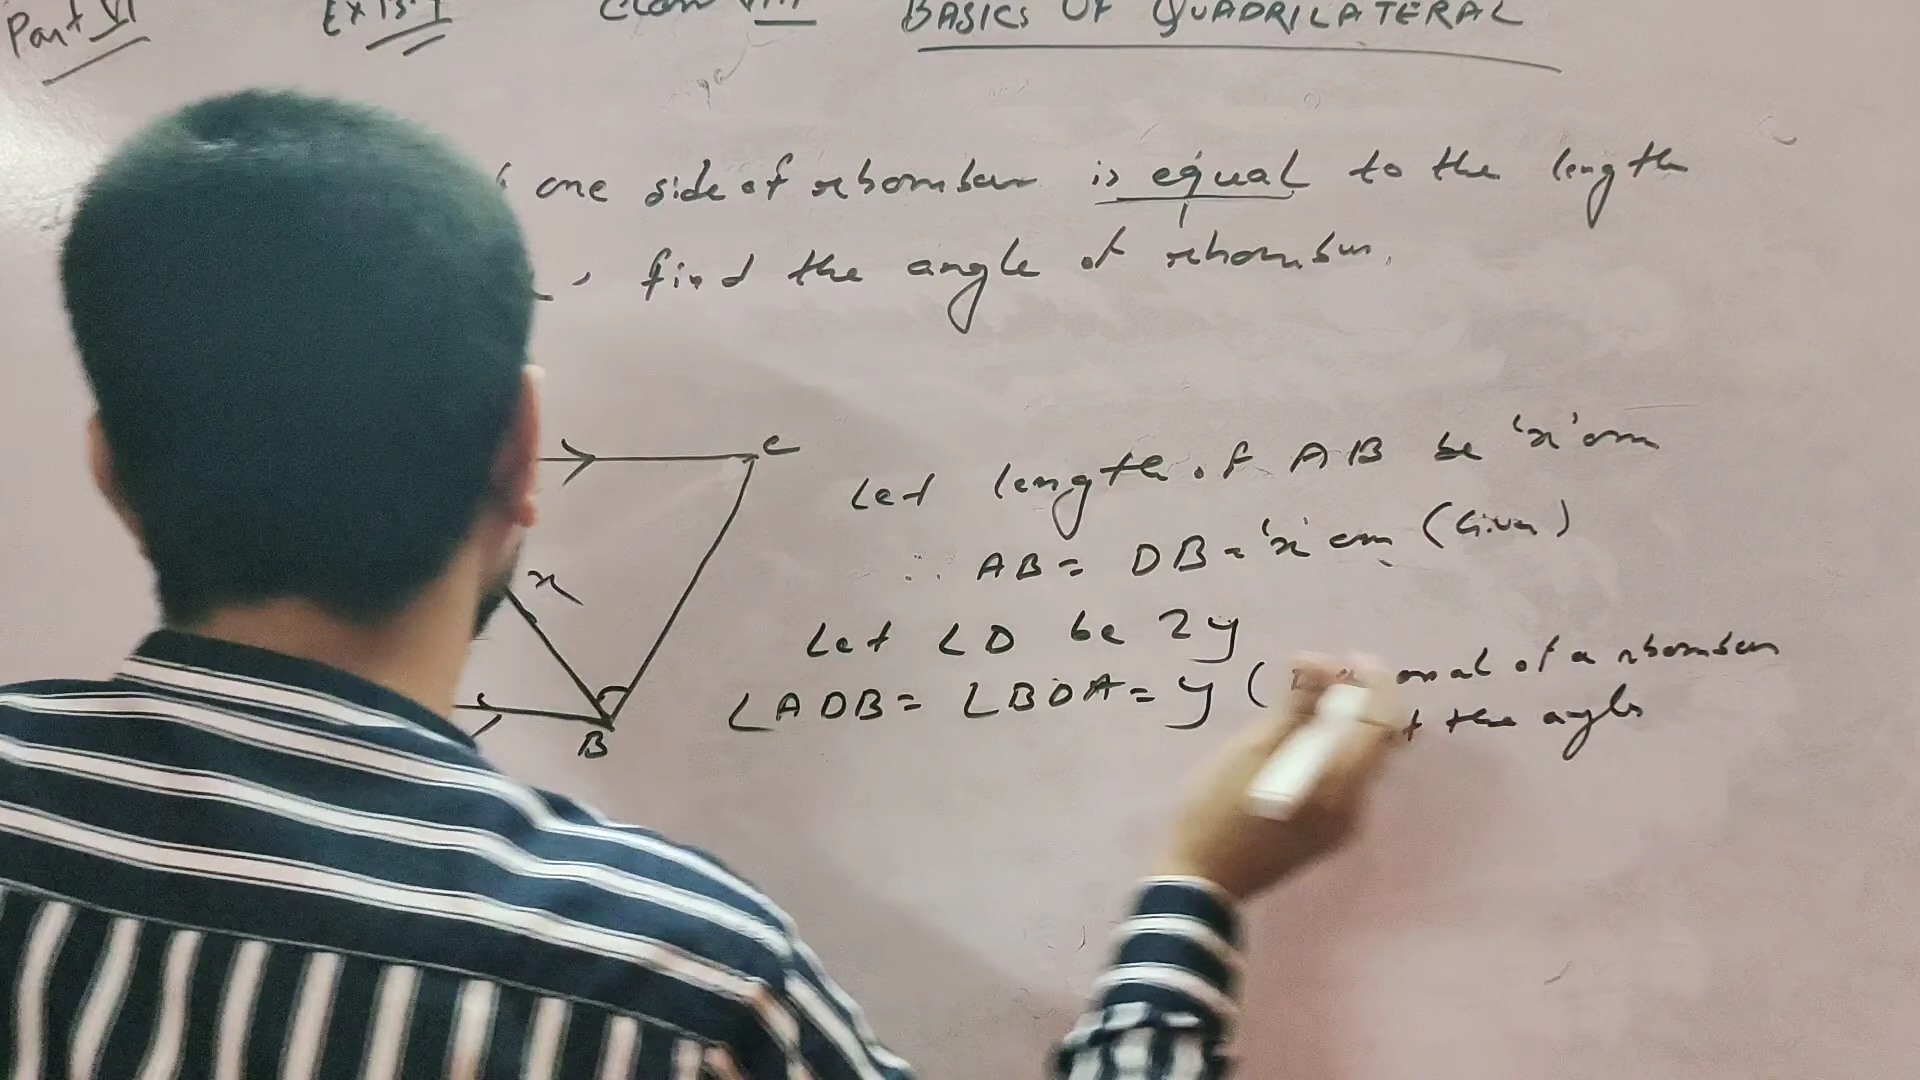 Part VI Ex 13.1 Class VIII BASICS OF QUADRILATERAL
one side of rhombus is equal to the length
, find the angle of rhombus.
C
Let length of AB be 'x' cm
∴ AB = DB = 'x' cm (Given)
x
Let ∠D be 2y
∠ADB = ∠BDA = y ( onal of a rhombus
t the angles
B